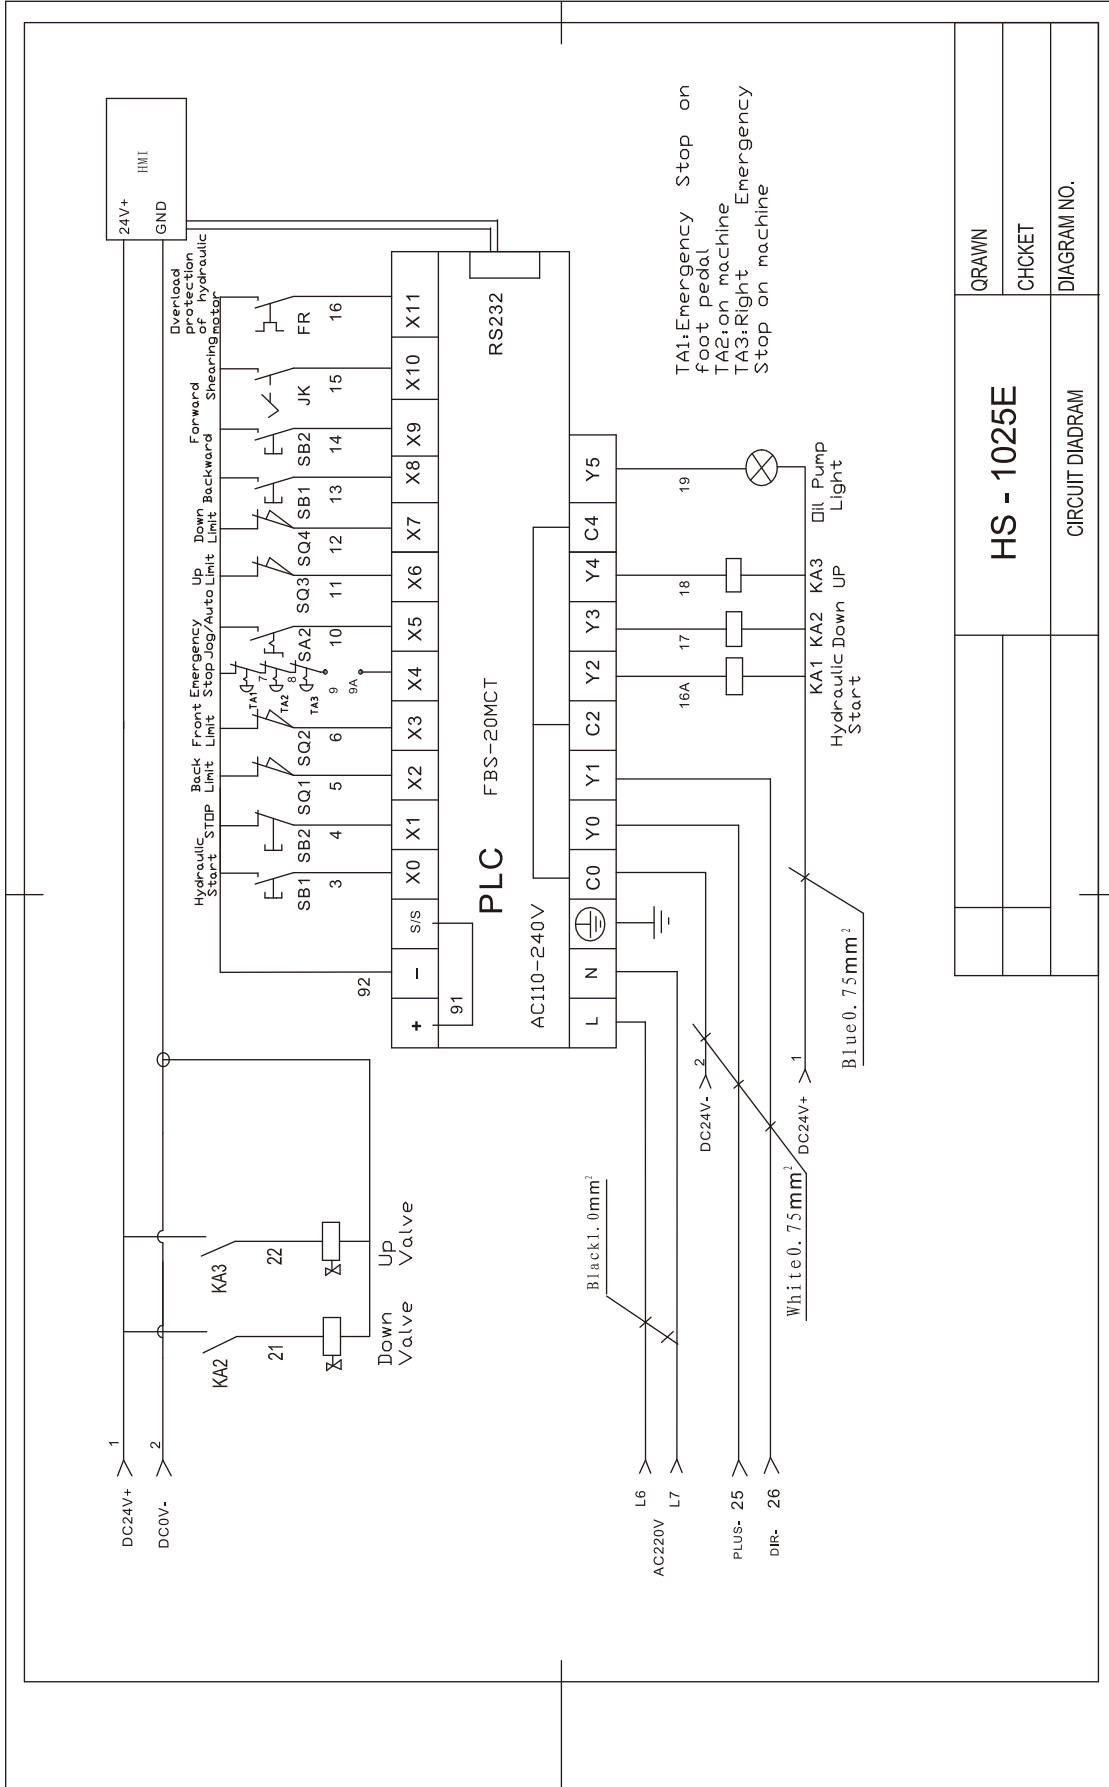 DC24V+
1
DC0V-
2
24V+
GND
HMI
KA2
KA3
21
22
Down
Valve
Up
Valve
Hydraulic
Start
STOP
Back
Limit
Front
Limit
Emergency
Stop
Jog/Auto
Up
Limit
Down
Limit
Backward
Forward
Shearing
Overload
protection
of hydraulic
motor
SB1
SB2
SQ1
SQ2
TA1
7
TA2
8
TA3
SA2
SQ3
SQ4
SB1
SB2
JK
FR
92
3
4
5
6
9
9A
10
11
12
13
14
15
16
+
-
S/S
X0
X1
X2
X3
X4
X5
X6
X7
X8
X9
X10
X11
91
PLC
FBS-20MCT
RS232
AC110-240V
L
N
C0
Y0
Y1
C2
Y2
Y3
Y4
C4
Y5
16A
17
18
19
KA1
KA2
KA3
Hydraulic
Start
Down
UP
Oil Pump
Light
TA1:Emergency Stop on
foot pedal
TA2:on machine
TA3:Right Emergency
Stop on machine
Black1.0mm²
L6
AC220V
L7
PLUS-
25
DIR-
26
DC24V-
2
DC24V+
1
White0.75mm²
Blue0.75mm²
HS - 1025E
CIRCUIT DIADRAM
QRAWN
CHCKET
DIAGRAM NO.